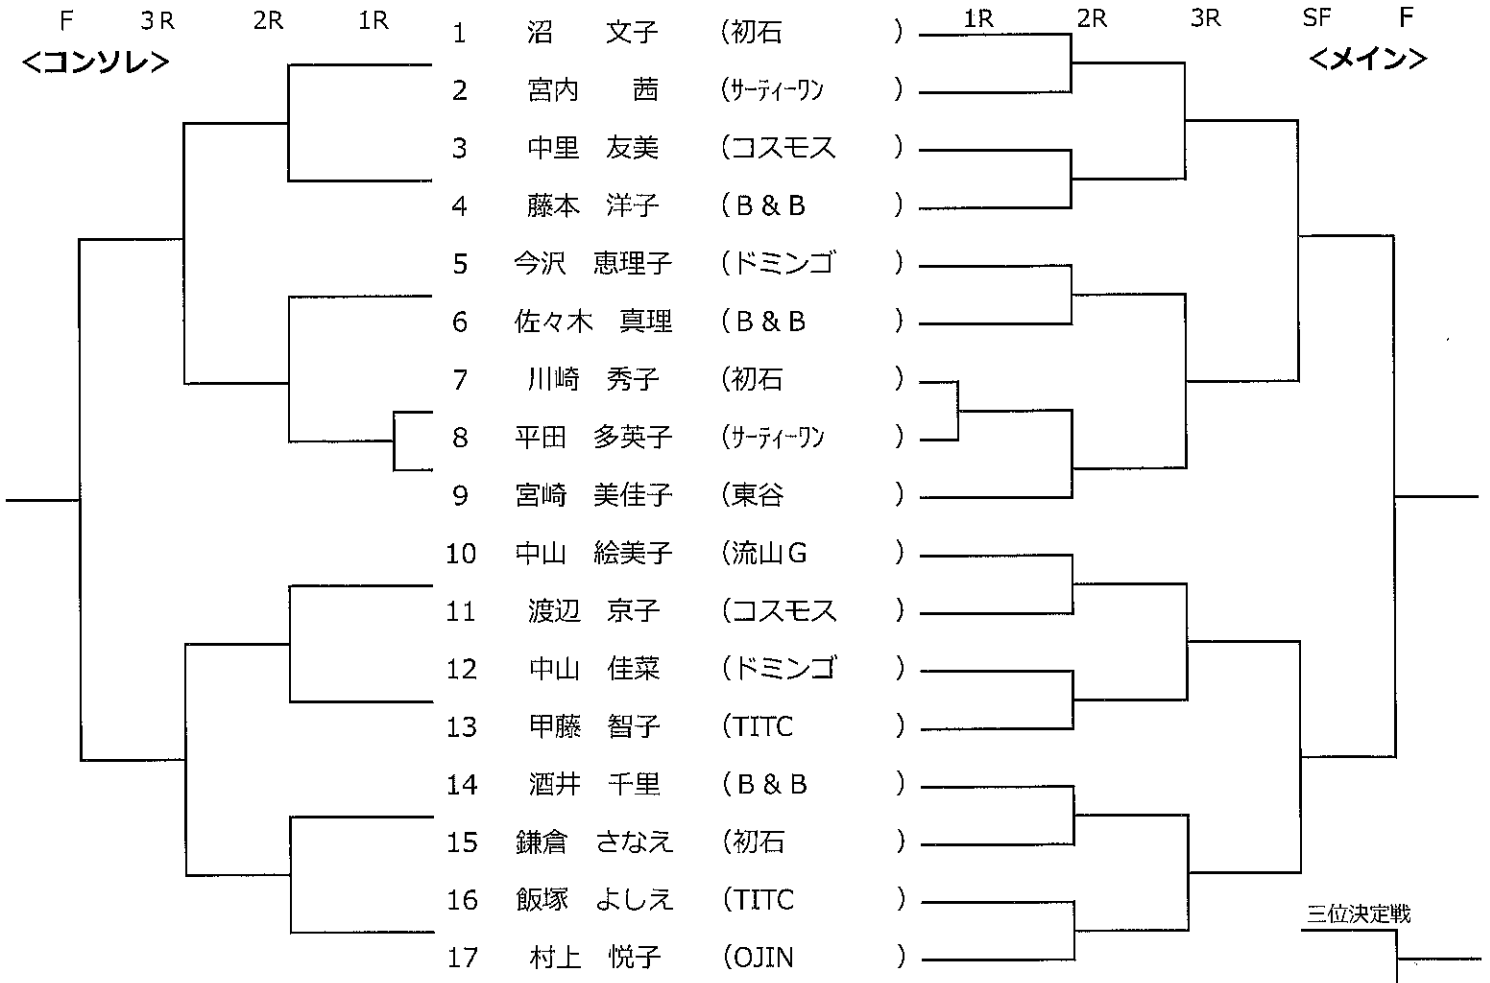 F 3R 2R 1R 1R 2R 3R SF F
<コンソレ> <メイン>
1 沼 文子 (初石 )
2 宮内 茜 (ｻｰﾃｨｰﾜﾝ )
3 中里 友美 (コスモス )
4 藤本 洋子 (B&B )
5 今沢 恵理子 (ドミンゴ )
6 佐々木 真理 (B&B )
7 川崎 秀子 (初石 )
8 平田 多英子 (ｻｰﾃｨｰﾜﾝ )
9 宮崎 美佳子 (東谷 )
10 中山 絵美子 (流山G )
11 渡辺 京子 (コスモス )
12 中山 佳菜 (ドミンゴ )
13 甲藤 智子 (TITC )
14 酒井 千里 (B&B )
15 鎌倉 さなえ (初石 )
16 飯塚 よしえ (TITC )
三位決定戦
17 村上 悦子 (OJIN )